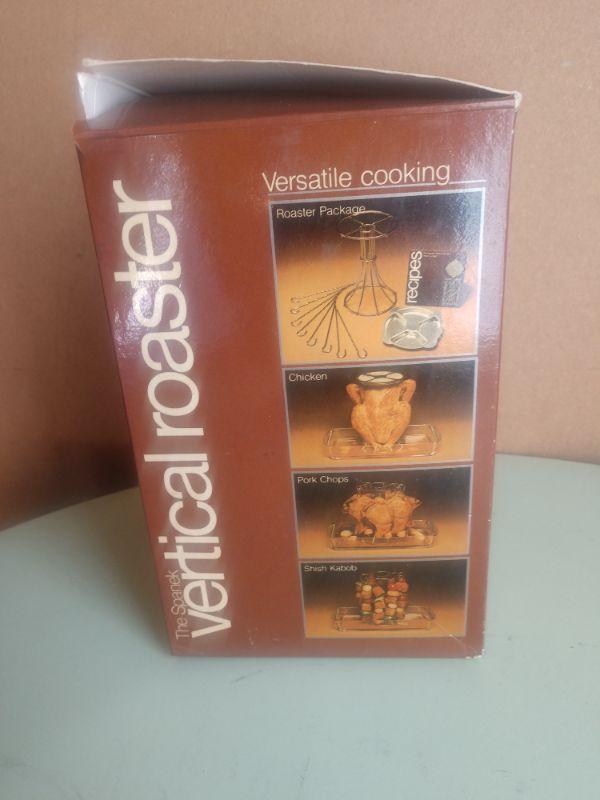 Versatile cooking
Roaster Package
recipes
Chicken
Pork Chops
Shish Kabob
The Spanek
vertical roaster